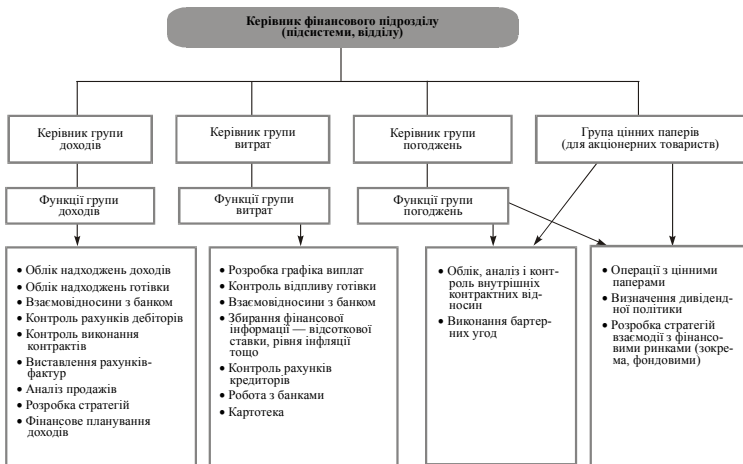 Керівник фінансового підрозділу
(підсистеми, відділу)
Керівник групи
доходів
Керівник групи
витрат
Керівник групи
погоджень
Група цінних паперів
(для акціонерних товариств)
Функції групи
доходів
Функції групи
витрат
Функції групи
погоджень
• Облік надходжень доходів
• Облік надходжень готівки
• Взаємовідносини з банком
• Контроль рахунків дебіторів
• Контроль виконання
контрактів
• Виставлення рахунків-
фактур
• Аналіз продажів
• Розробка стратегій
• Фінансове планування
доходів
• Розробка графіка виплат
• Контроль відпливу готівки
• Взаємовідносини з банком
• Збирання фінансової
інформації — відсоткової
ставки, рівня інфляції
тощо
• Контроль рахунків
кредиторів
• Робота з банками
• Картотека
• Облік, аналіз і конт-
роль внутрішніх
контрактних від-
носин
• Виконання бартер-
них угод
• Операції з цінними
паперами
• Визначення дивіденд-
ної політики
• Розробка стратегій
взаємодії з фінансо-
вими ринками (зокре-
ма, фондовими)